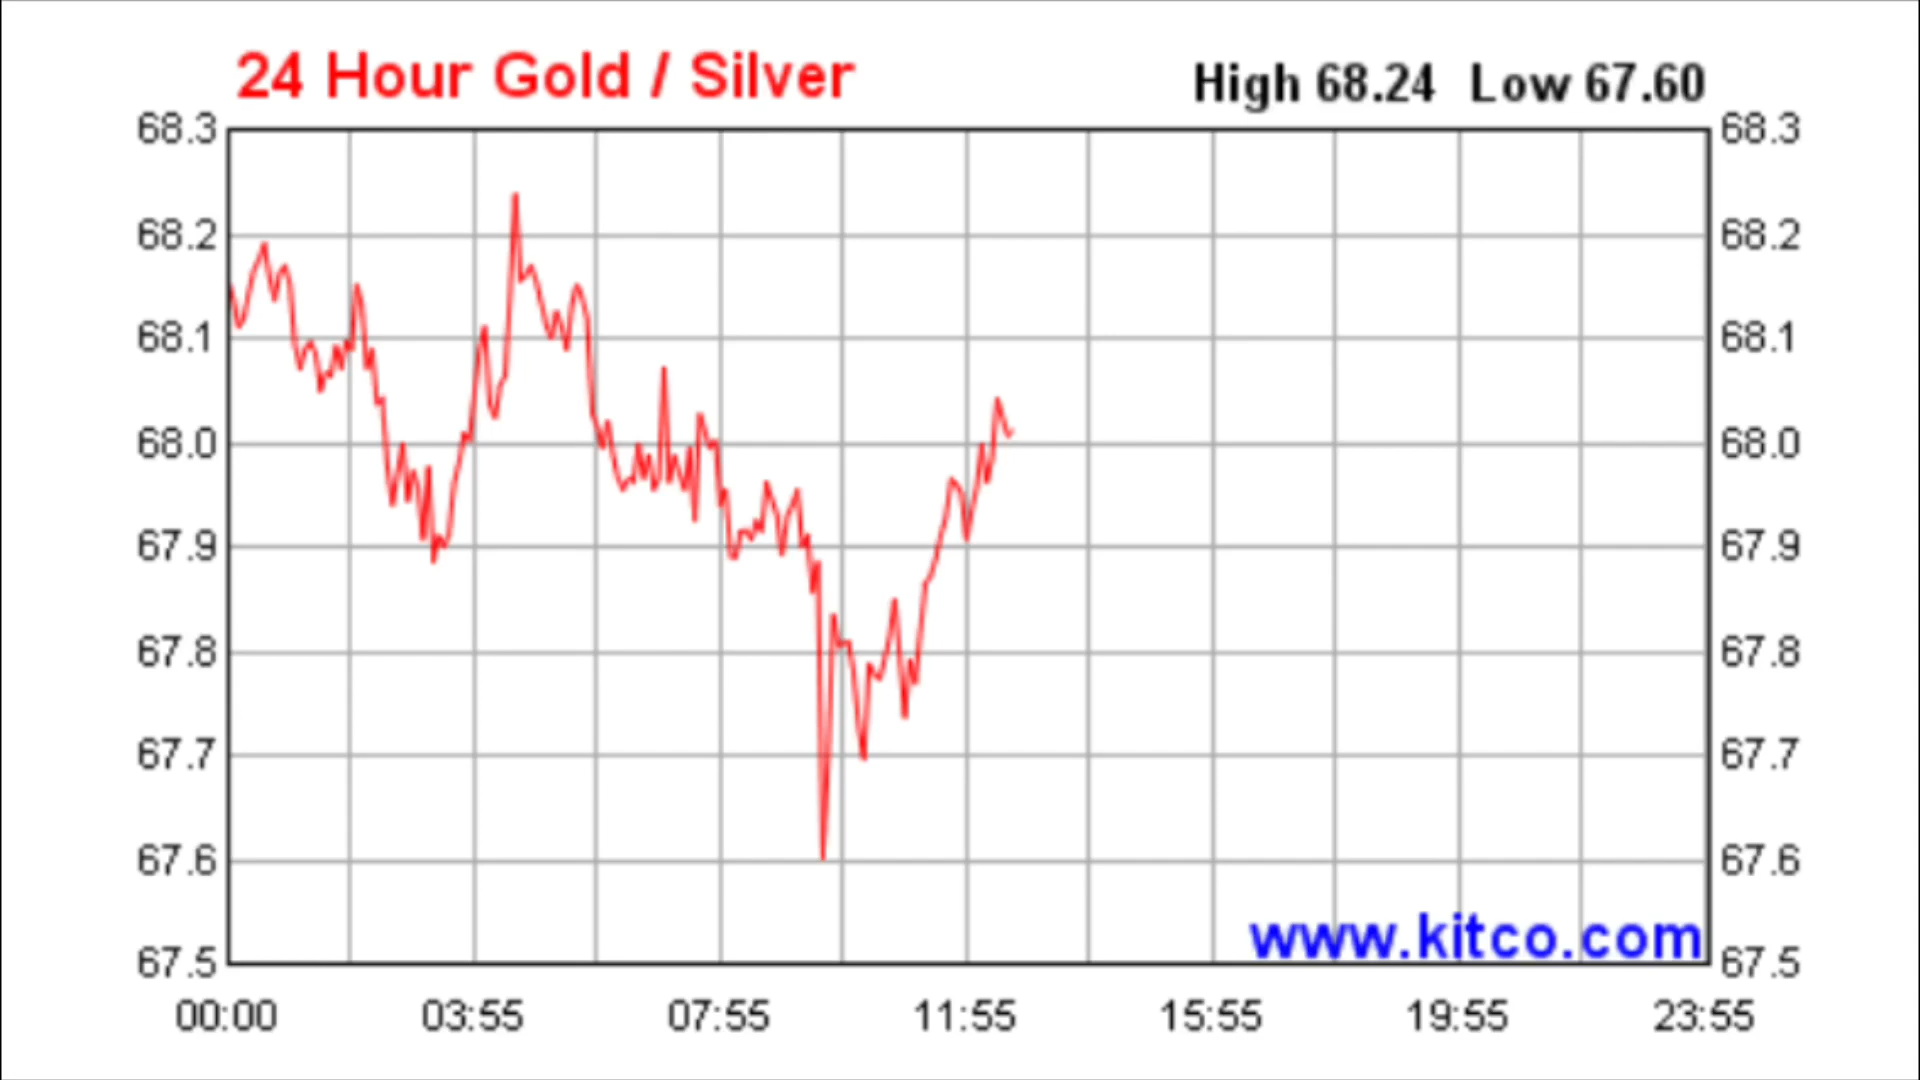 24 Hour Gold / Silver
High 68.24 Low 67.60
68.3 68.3
68.2 68.2
68.1 68.1
68.0 68.0
67.9 67.9
67.8 67.8
67.7 67.7
67.6 67.6
www.kitco.com
67.5 67.5
00:00 03:55 07:55 11:55 15:55 19:55 23:55